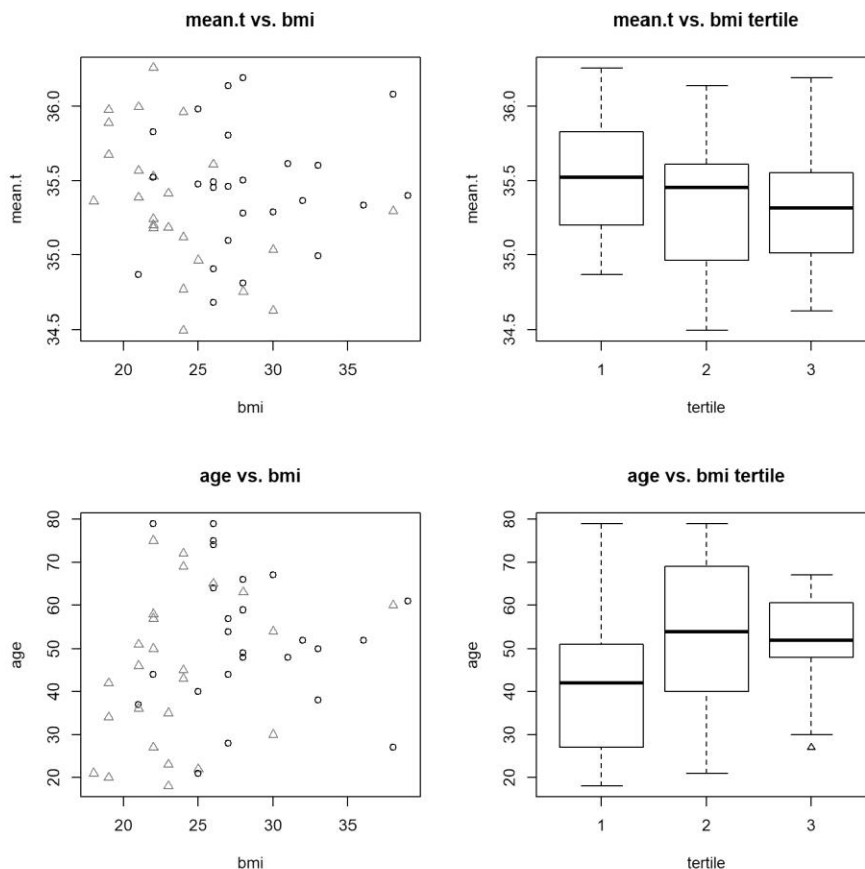 mean.t vs. bmi
mean.t
36.0
35.5
35.0
34.5
20 25 30 35
bmi
mean.t vs. bmi tertile
mean.t
36.0
35.5
35.0
34.5
1 2 3
tertile
age vs. bmi
age
80
70
60
50
40
30
20
20 25 30 35
bmi
age vs. bmi tertile
age
80
70
60
50
40
30
20
1 2 3
tertile